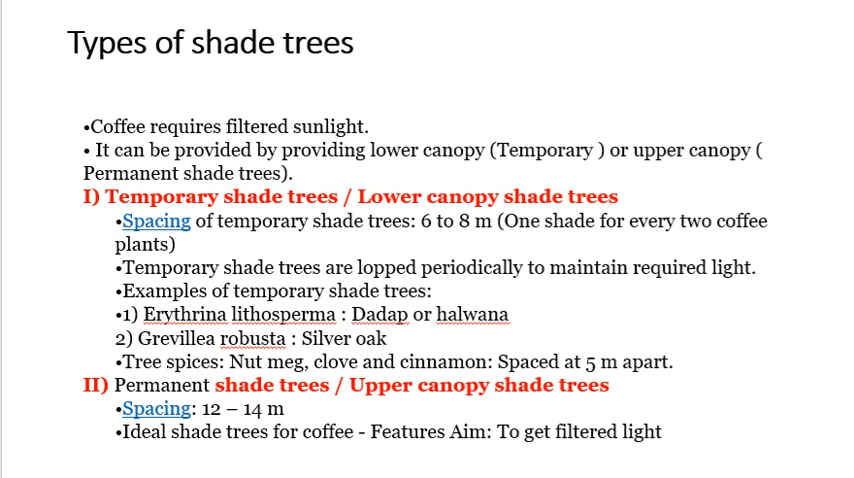 Types of shade trees
•Coffee requires filtered sunlight.
• It can be provided by providing lower canopy (Temporary ) or upper canopy (
Permanent shade trees).
I) Temporary shade trees / Lower canopy shade trees
•Spacing of temporary shade trees: 6 to 8 m (One shade for every two coffee
plants)
•Temporary shade trees are lopped periodically to maintain required light.
•Examples of temporary shade trees:
•1) Erythrina lithosperma : Dadap or halwana
2) Grevillea robusta : Silver oak
•Tree spices: Nut meg, clove and cinnamon: Spaced at 5 m apart.
II) Permanent shade trees / Upper canopy shade trees
•Spacing: 12 – 14 m
•Ideal shade trees for coffee - Features Aim: To get filtered light